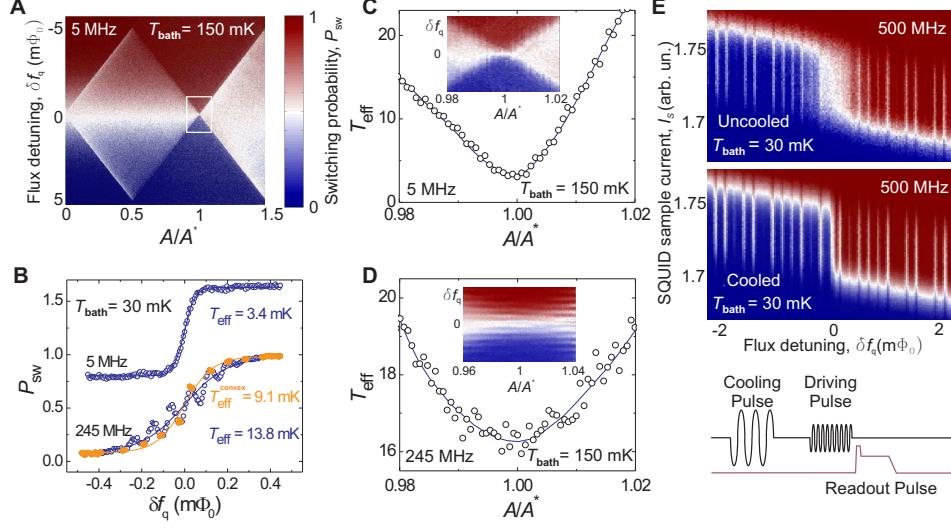 A
5 MHz
T_bath = 150 mK
Flux detuning, δf_q (mΦ_0)
-5
0
5
0
0.5
1
1.5
A/A*
1
0
Switching probability, P_sw
B
T_bath = 30 mK
T_eff = 3.4 mK
5 MHz
T_eff^convex = 9.1 mK
T_eff = 13.8 mK
245 MHz
P_sw
1.5
1.0
0.5
0.0
-0.4
-0.2
0.0
0.2
0.4
δf_q (mΦ_0)
C
δf_q
0
0.98
1
1.02
A/A*
T_eff
20
10
0
5 MHz
T_bath = 150 mK
0.98
1.00
1.02
A/A*
D
δf_q
0
0.96
1
1.04
A/A*
T_eff
20
18
16
245 MHz
T_bath = 150 mK
0.98
1.00
1.02
A/A*
E
500 MHz
1.75
1.7
Uncooled
T_bath = 30 mK
500 MHz
1.75
1.7
Cooled
T_bath = 30 mK
SQUID sample current, I_s (arb. un.)
-2
0
2
Flux detuning, δf_q (mΦ_0)
Cooling
Pulse
Driving
Pulse
Readout Pulse